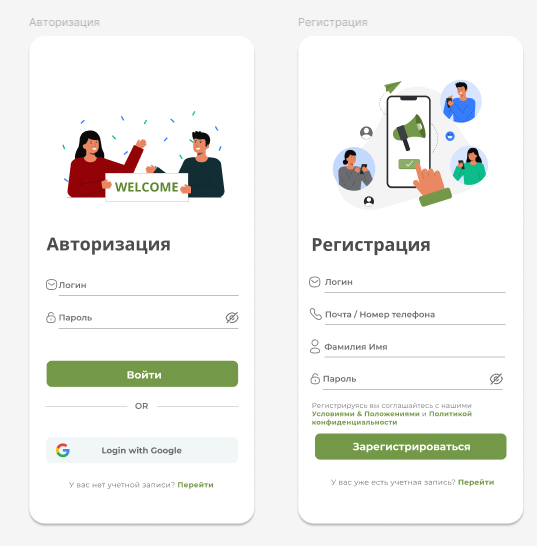 Авторизация
WELCOME
Авторизация
Логин
Пароль
Войти
OR
Login with Google
У вас нет учетной записи? Перейти
Регистрация
Регистрация
Логин
Почта / Номер телефона
Фамилия Имя
Пароль
Регистрируясь вы соглашайтесь с нашими
Условиями & Положениями и Политикой
конфиденциальности
Зарегистрироваться
У вас уже есть учетная запись? Перейти